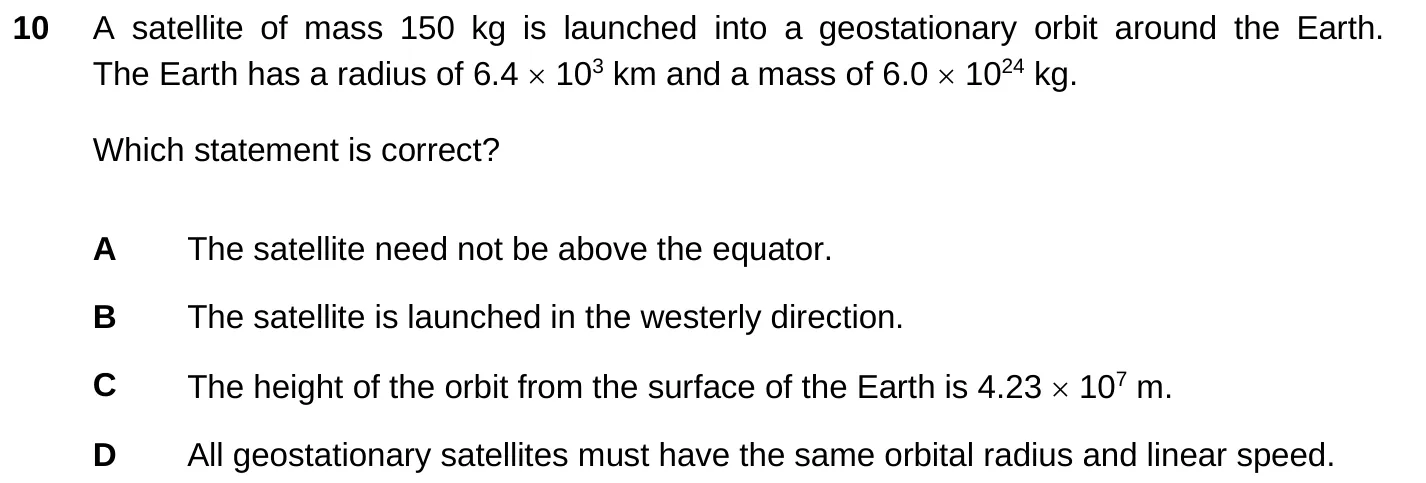 10 A satellite of mass 150 kg is launched into a geostationary orbit around the Earth.
The Earth has a radius of 6.4 × 10³ km and a mass of 6.0 × 10²⁴ kg.
Which statement is correct?
A The satellite need not be above the equator.
B The satellite is launched in the westerly direction.
C The height of the orbit from the surface of the Earth is 4.23 × 10⁷ m.
D All geostationary satellites must have the same orbital radius and linear speed.